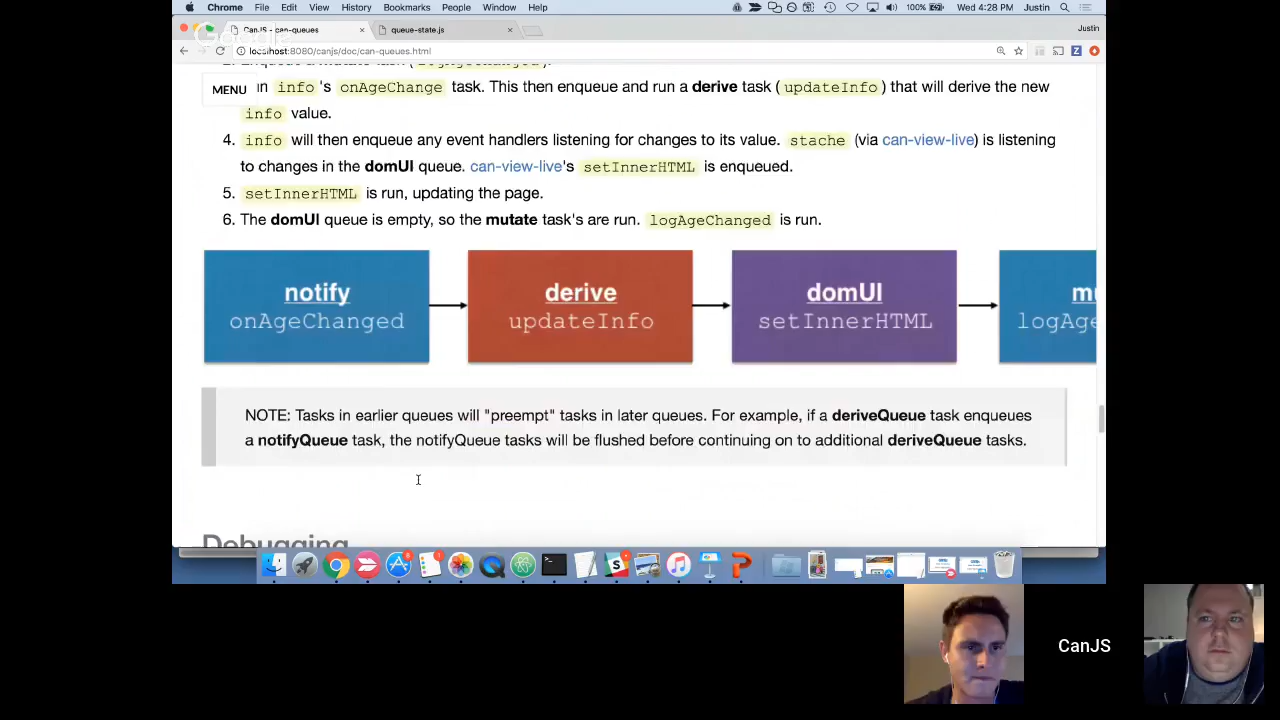 Chrome File Edit View History Bookmarks People Window Help 100% Wed 4:28 PM Justin
CanJS - can-queues queue-state.js Justin
localhost:8080/canjs/doc/can-queues.html
MENU
info's onAgeChange task. This then enqueue and run a derive task (updateInfo) that will derive the new
info value.
4. info will then enqueue any event handlers listening for changes to its value. stache (via can-view-live) is listening
to changes in the domUI queue. can-view-live's setInnerHTML is enqueued.
5. setInnerHTML is run, updating the page.
6. The domUI queue is empty, so the mutate task's are run. logAgeChanged is run.
notify derive domUI
onAgeChanged updateInfo setInnerHTML logAge
NOTE: Tasks in earlier queues will "preempt" tasks in later queues. For example, if a deriveQueue task enqueues
a notifyQueue task, the notifyQueue tasks will be flushed before continuing on to additional deriveQueue tasks.
Debugging
CanJS